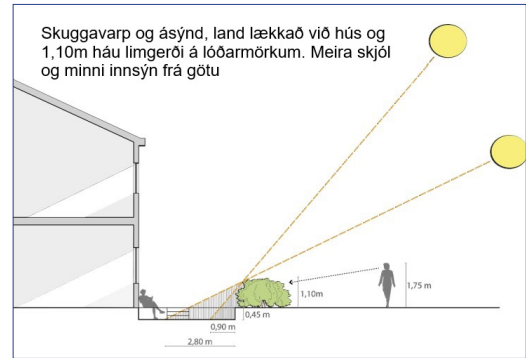 Skuggavarp og ásýnd, land lækkað við hús og
1,10m háu limgerði á lóðarmörkum. Meira skjól
og minni innsýn frá götu
1,10m
1,75 m
0,45 m
0,90 m
2,80 m